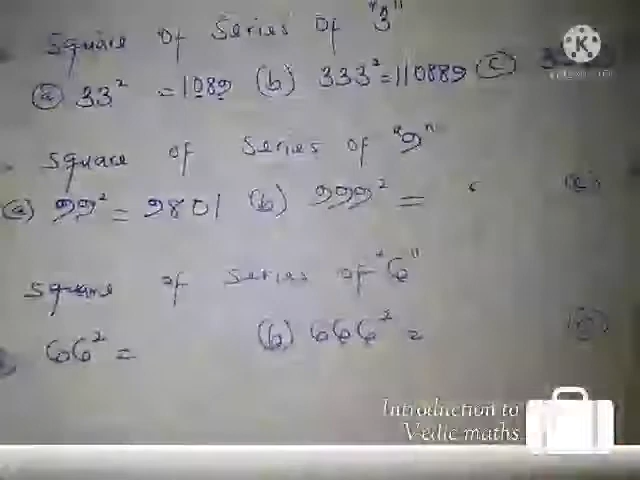 Square Of Series Of "3"
(a) 33² = 1089 (b) 333² = 110889 (c)
Square of Series of "9"
(a) 99² = 9801 (b) 999² = (c)
Square of Series of "6"
66² = (b) 666² =
Introduction to
Vedic maths
K